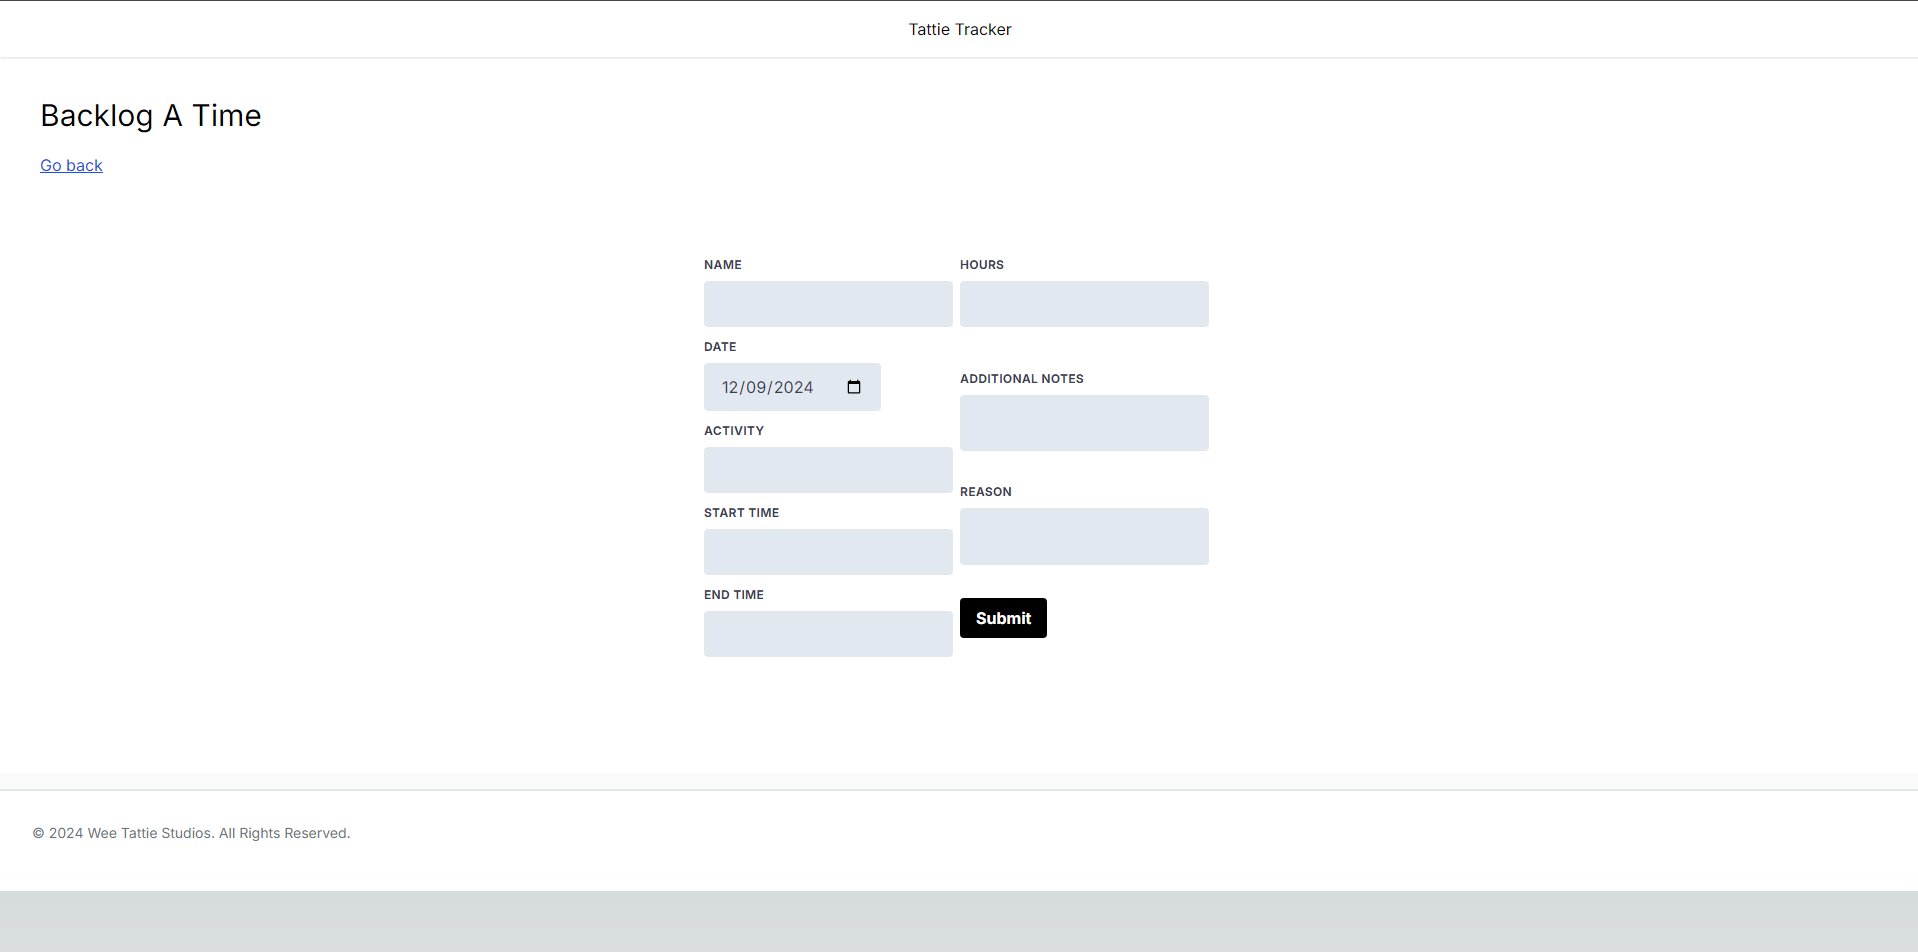 Tattie Tracker
Backlog A Time
Go back
NAME
HOURS
DATE
12/09/2024
ADDITIONAL NOTES
ACTIVITY
REASON
START TIME
END TIME
Submit
© 2024 Wee Tattie Studios. All Rights Reserved.